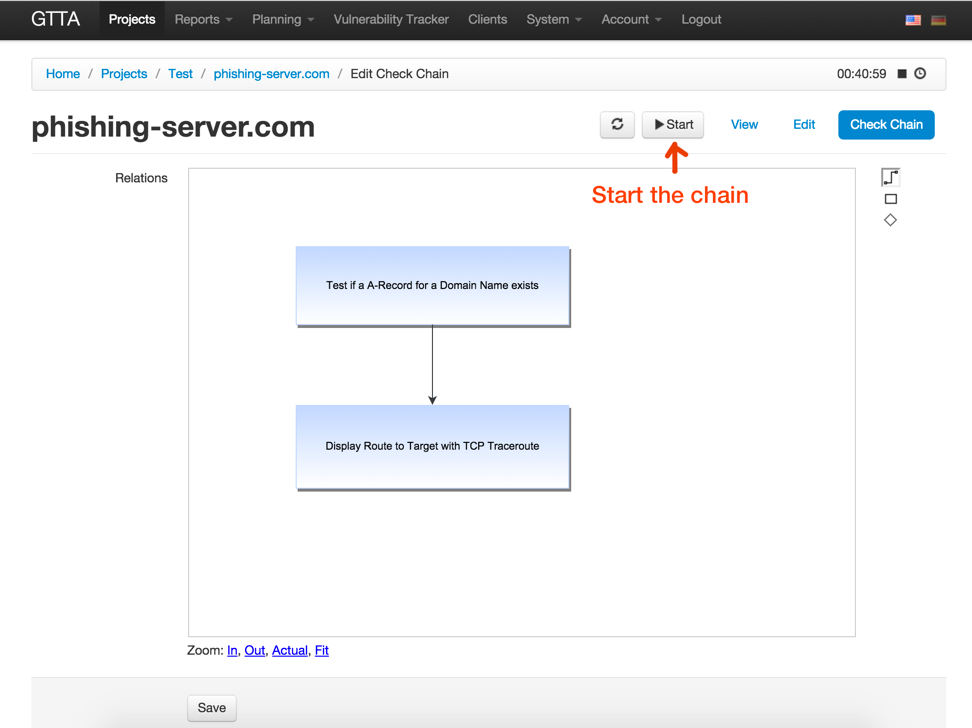 GTTA Projects Reports Planning Vulnerability Tracker Clients System Account Logout
Home / Projects / Test / phishing-server.com / Edit Check Chain 00:40:59
phishing-server.com Start View Edit Check Chain
Start the chain
Relations
Test if a A-Record for a Domain Name exists
Display Route to Target with TCP Traceroute
Zoom: In, Out, Actual, Fit
Save